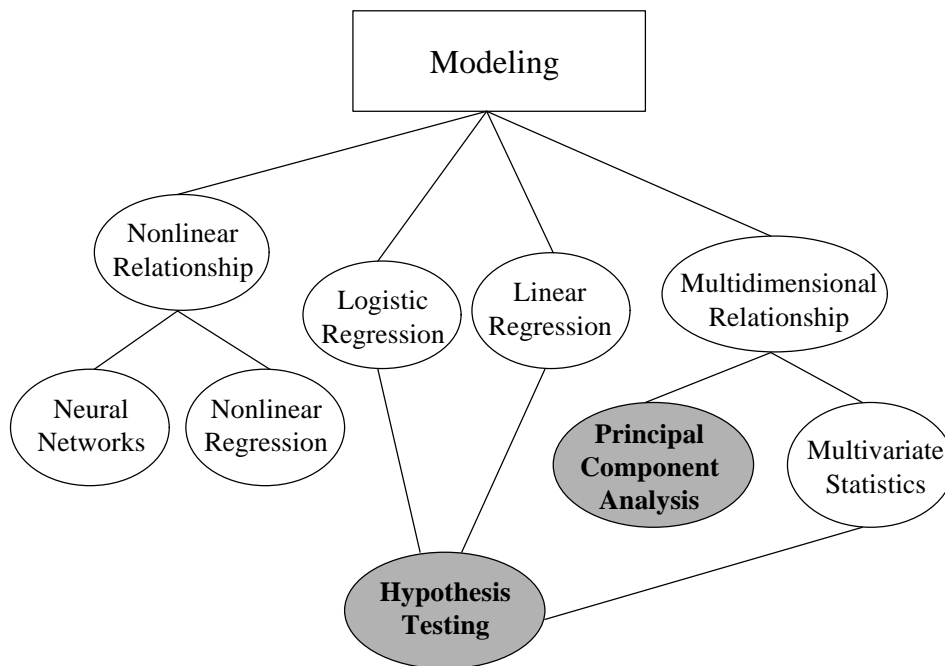 Modeling
Nonlinear
Relationship
Logistic
Regression
Linear
Regression
Multidimensional
Relationship
Neural
Networks
Nonlinear
Regression
Principal
Component
Analysis
Multivariate
Statistics
Hypothesis
Testing